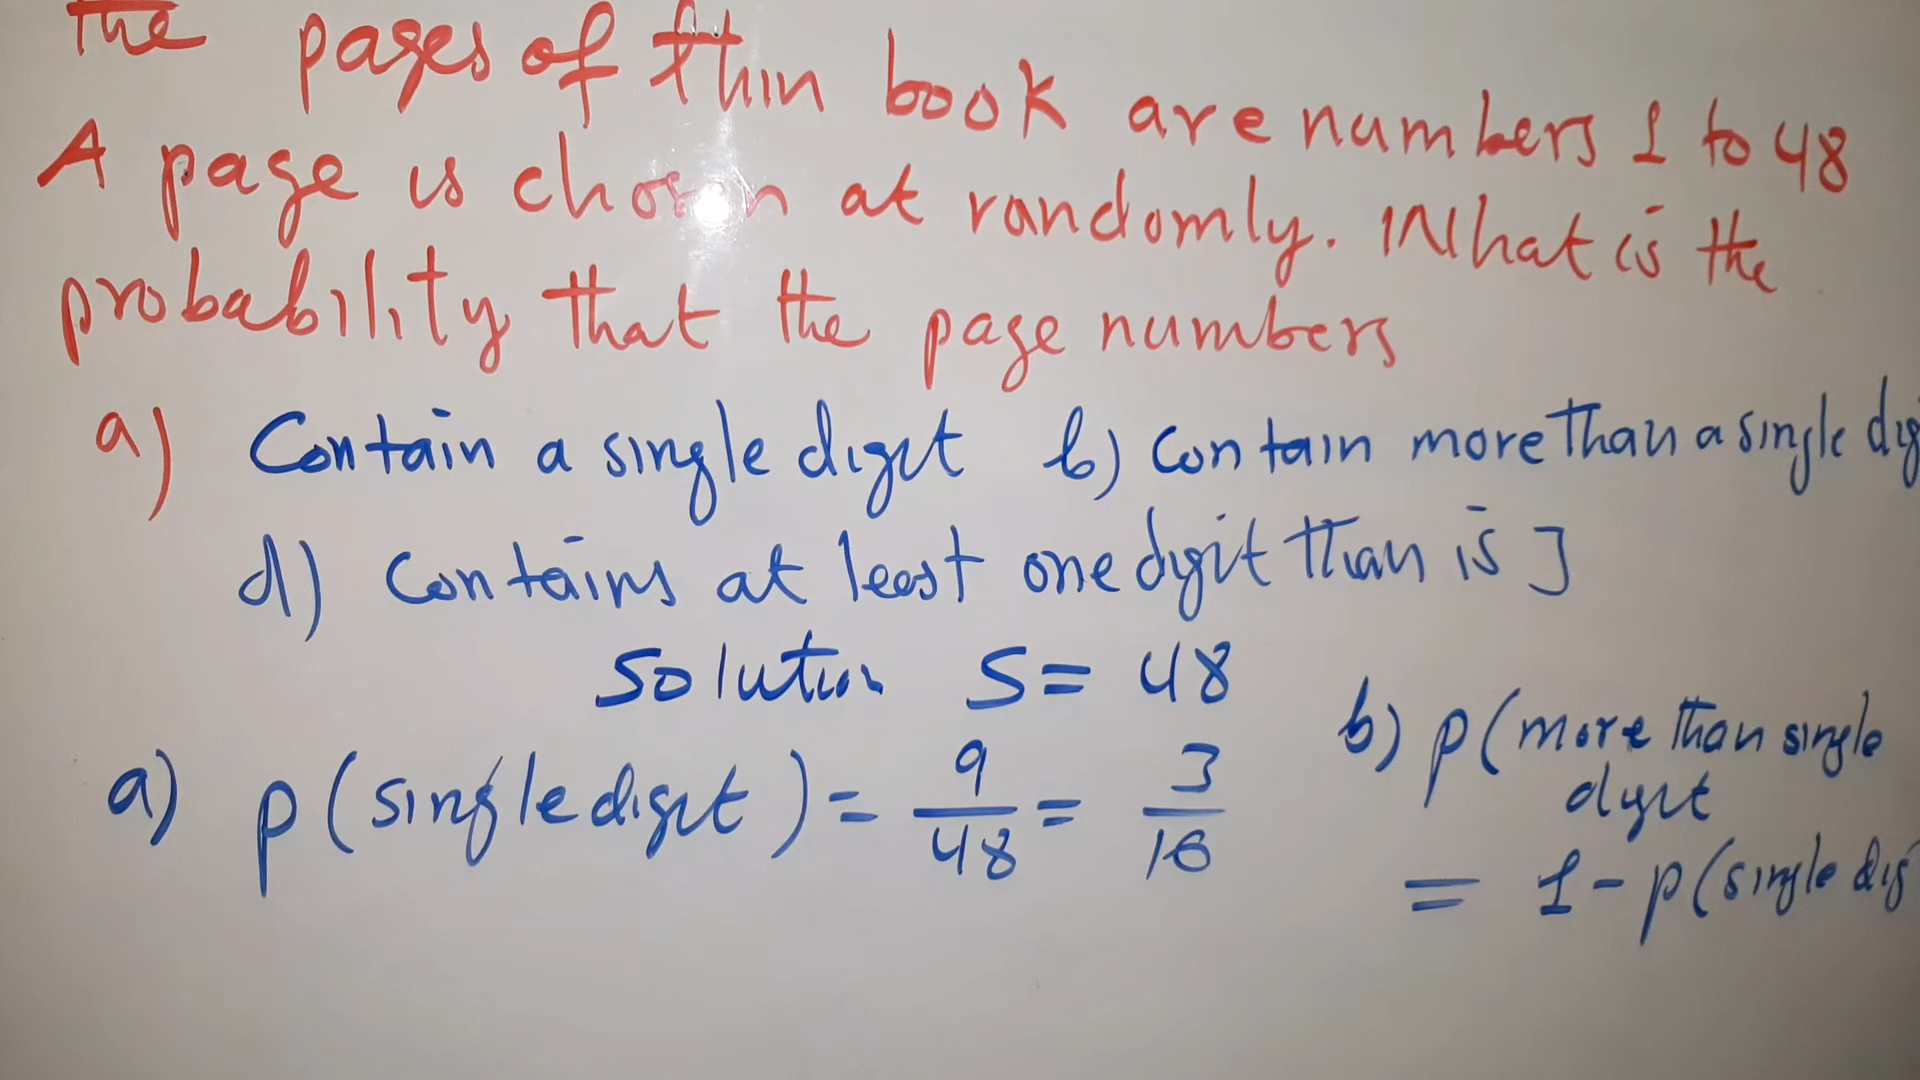 The pages of thin book are numbers 1 to 48
A page is chosen at randomly. What is the
probability that the page numbers
a) Contain a single digit b) Contain more than a single dig
d) Contains at least one digit than is 3
Solution S = 48
a) p(single digit) = 9/48 = 3/16
b) p(more than single
digit
= 1 - p(single dig